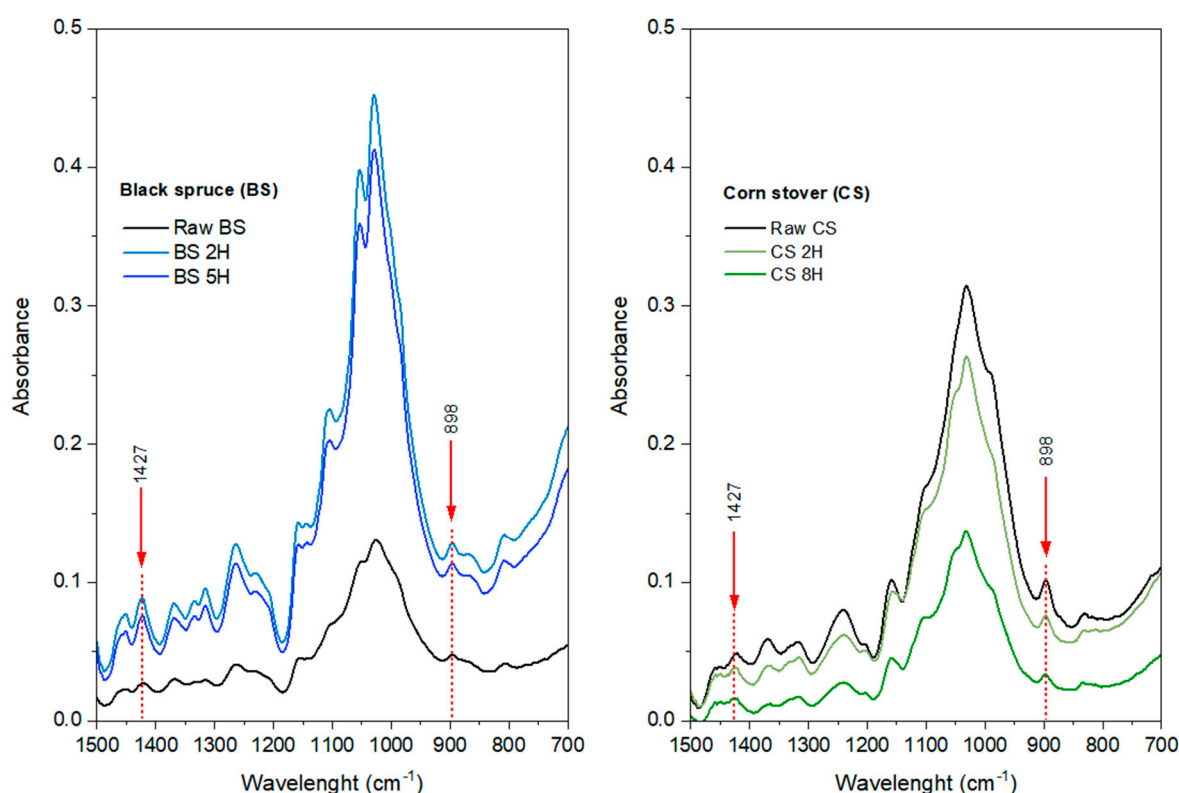 0.5
0.4
0.3
0.2
0.1
0.0
Absorbance
Black spruce (BS)
Raw BS
BS 2H
BS 5H
1427
898
1500 1400 1300 1200 1100 1000 900 800 700
Wavelenght (cm⁻¹)
0.5
0.4
0.3
0.2
0.1
0.0
Absorbance
Corn stover (CS)
Raw CS
CS 2H
CS 8H
1427
898
1500 1400 1300 1200 1100 1000 900 800 700
Wavelenght (cm⁻¹)